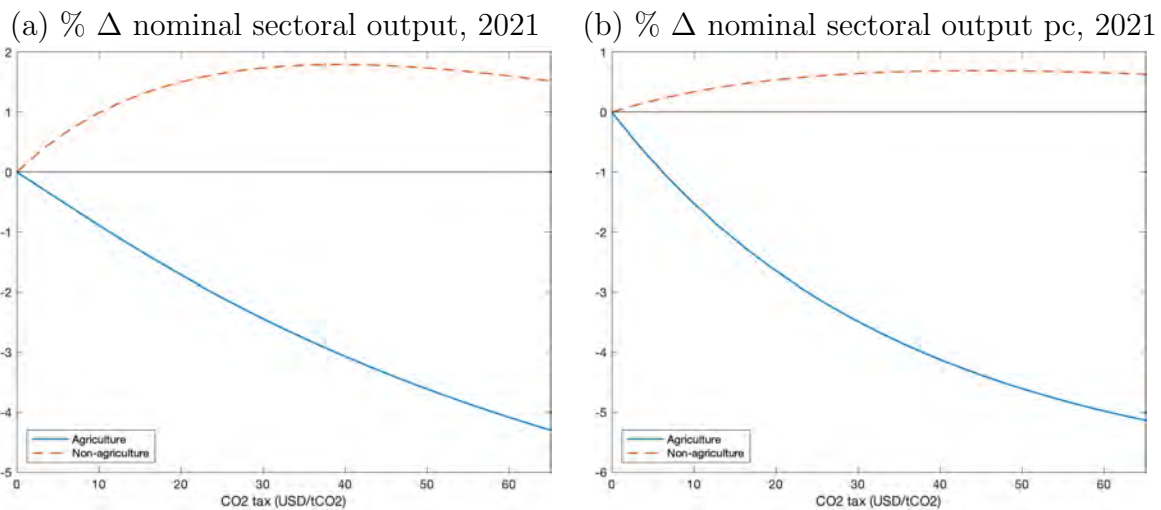 (a) % Δ nominal sectoral output, 2021
2
1
0
-1
-2
-3
-4
-5
0 10 20 30 40 50 60
CO2 tax (USD/tCO2)
Agriculture
Non-agriculture
(b) % Δ nominal sectoral output pc, 2021
1
0
-1
-2
-3
-4
-5
-6
0 10 20 30 40 50 60
CO2 tax (USD/tCO2)
Agriculture
Non-agriculture